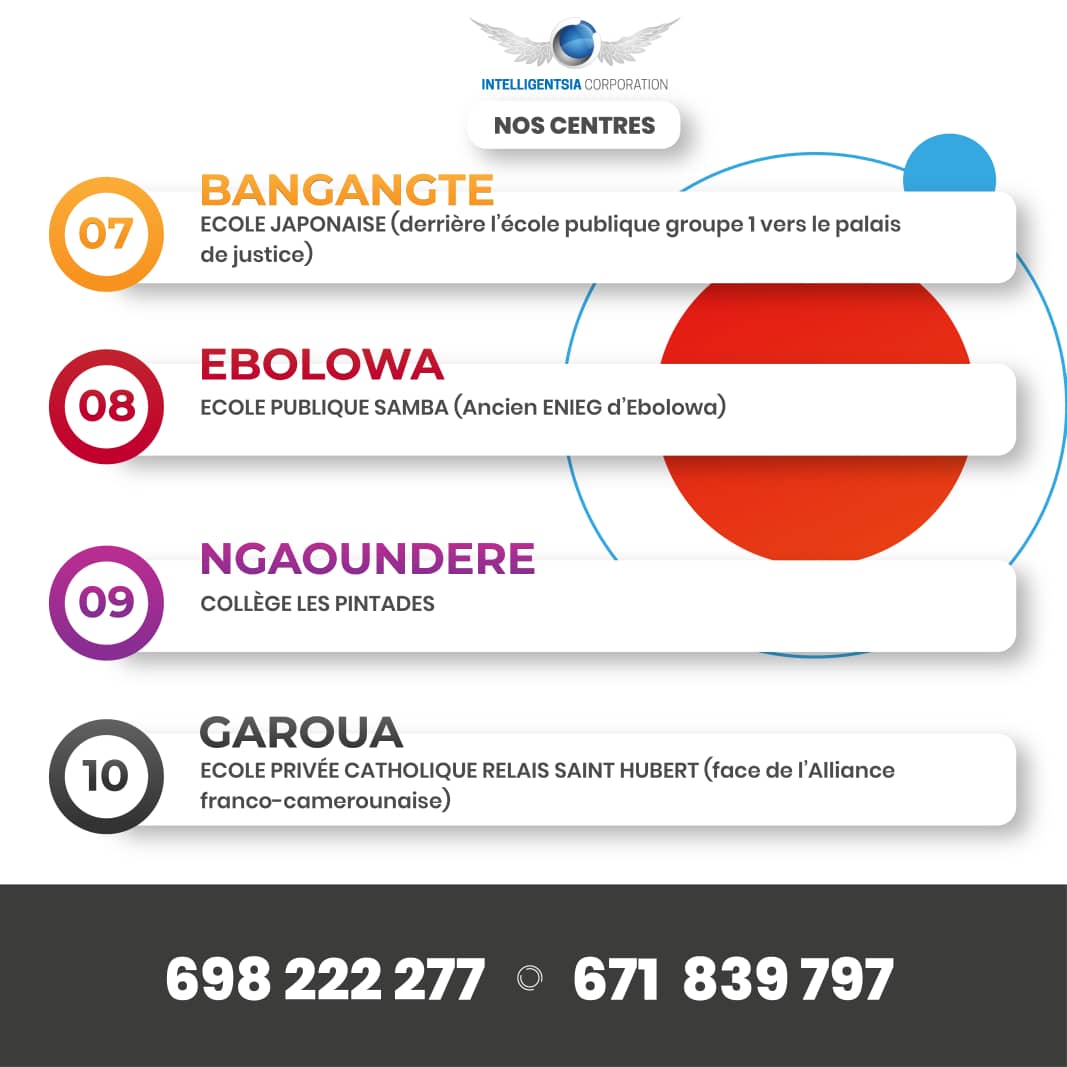 INTELLIGENTSIA CORPORATION
NOS CENTRES
07
BANGANGTE
ECOLE JAPONAISE (derrière l'école publique groupe 1 vers le palais
de justice)
08
EBOLOWA
ECOLE PUBLIQUE SAMBA (Ancien ENIEG d'Ebolowa)
09
NGAOUNDERE
COLLÈGE LES PINTADES
10
GAROUA
ECOLE PRIVÉE CATHOLIQUE RELAIS SAINT HUBERT (face de l'Alliance
franco-camerounaise)
698 222 277 671 839 797